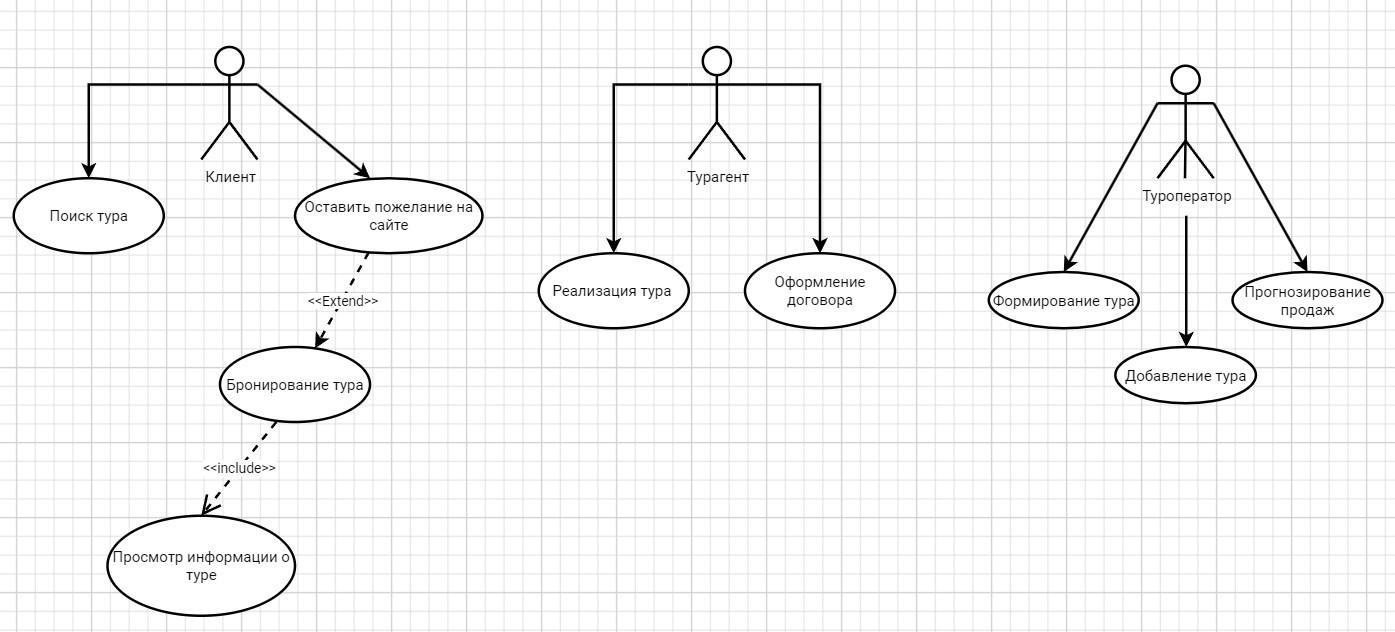 Клиент
Поиск тура
Оставить пожелание на
сайте
<<Extend>>
Бронирование тура
<<include>>
Просмотр информации о
туре
Турагент
Реализация тура
Оформление
договора
Туроператор
Формирование тура
Прогнозирование
продаж
Добавление тура